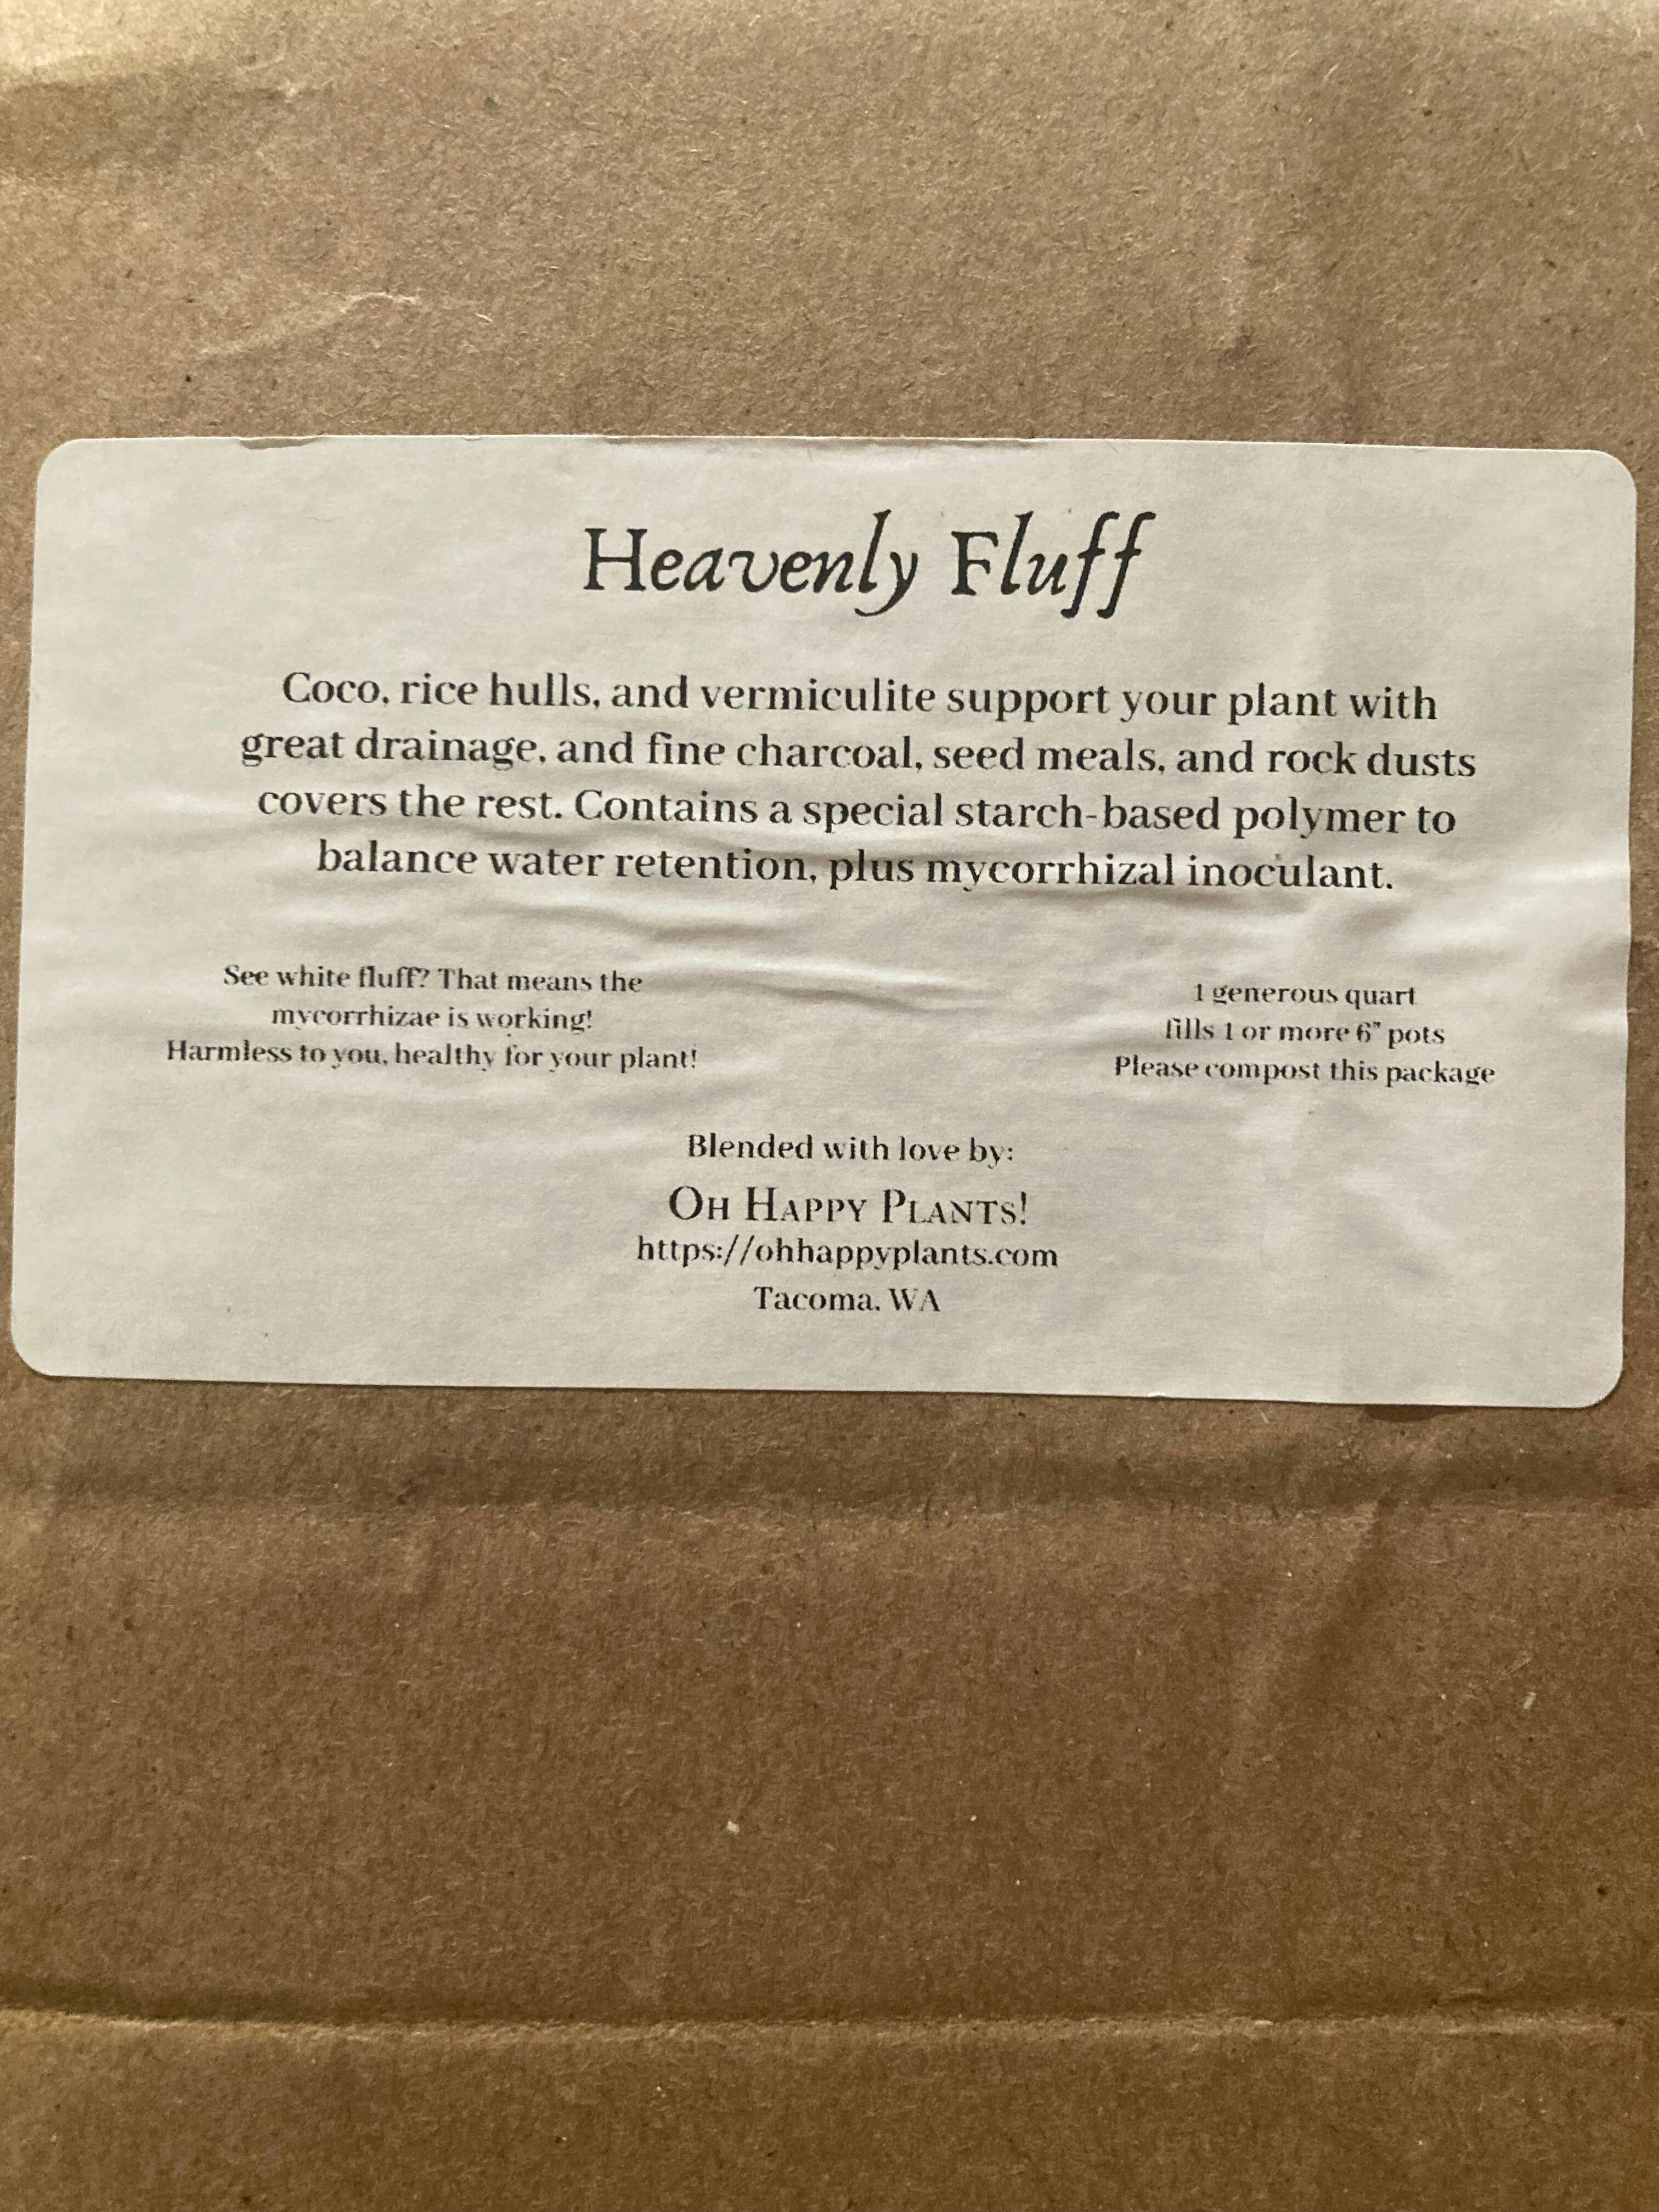 Heavenly Fluff
Coco, rice hulls, and vermiculite support your plant with
great drainage, and fine charcoal, seed meals, and rock dusts
covers the rest. Contains a special starch-based polymer to
balance water retention, plus mycorrhizal inoculant.
See white fluff? That means the
mycorrhizae is working!
Harmless to you, healthy for your plant!
1 generous quart
fills 1 or more 6" pots
Please compost this package
Blended with love by:
OH HAPPY PLANTS!
https://ohhappyplants.com
Tacoma, WA